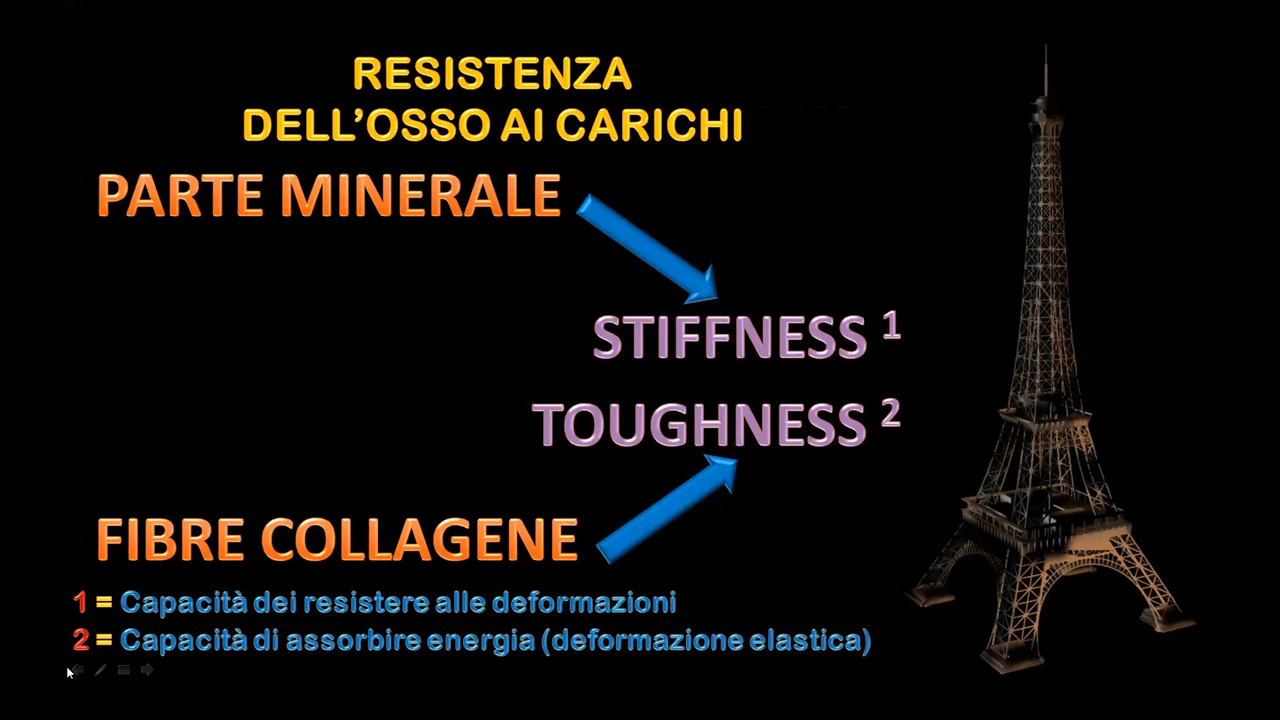 RESISTENZA
DELL'OSSO AI CARICHI
PARTE MINERALE
STIFFNESS 1
TOUGHNESS 2
FIBRE COLLAGENE
1 = Capacità dei resistere alle deformazioni
2 = Capacità di assorbire energia (deformazione elastica)